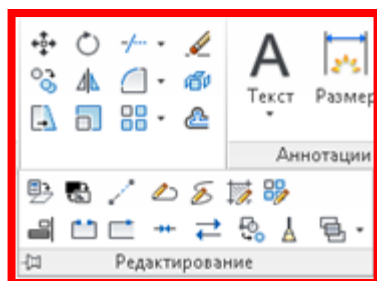 А
Текст
Размер
Аннотации
Редактирование